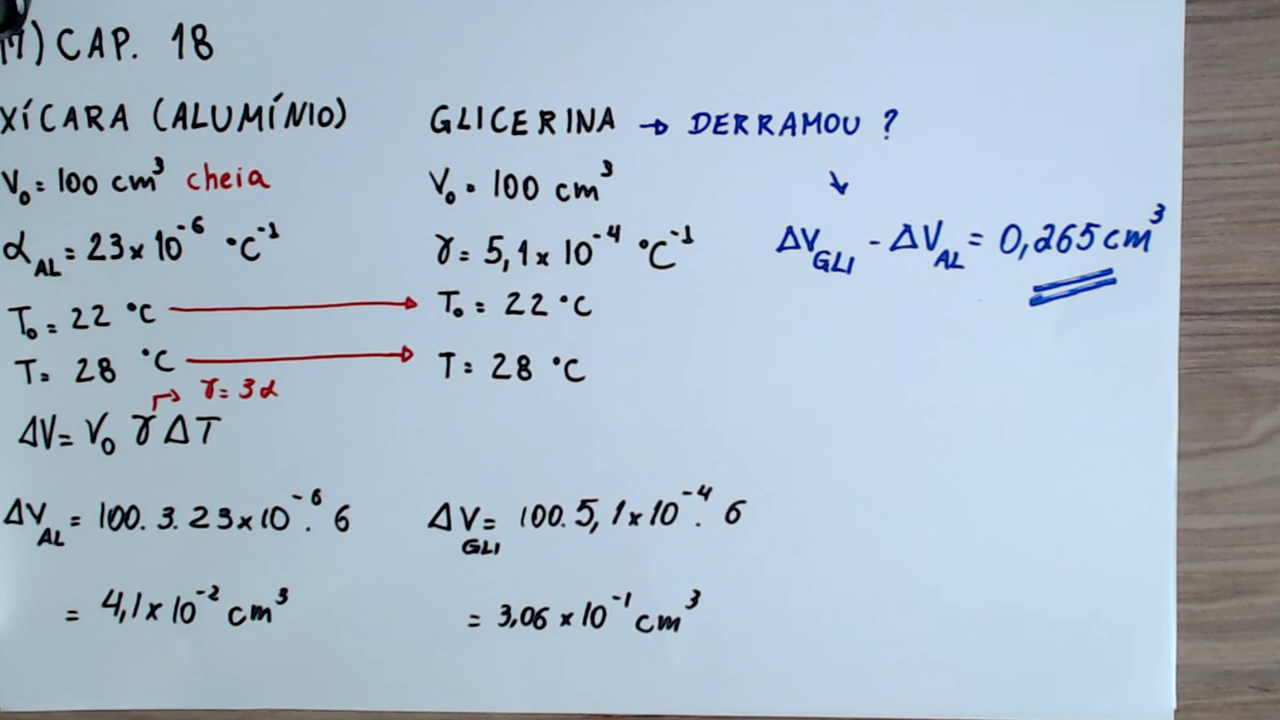 17) CAP. 18
XÍCARA (ALUMÍNIO)
V₀ = 100 cm³ cheia
α_AL = 23 x 10⁻⁶ °C⁻¹
T₀ = 22 °C
T = 28 °C
γ = 3α
ΔV = V₀ γ ΔT
ΔV_AL = 100. 3. 23 x 10⁻⁶ . 6
= 4,1 x 10⁻² cm³
GLICERINA → DERRAMOU ?
V₀ = 100 cm³
γ = 5,1 x 10⁻⁴ °C⁻¹
T₀ = 22 °C
T = 28 °C
ΔV_GLI = 100. 5,1 x 10⁻⁴ . 6
= 3,06 x 10⁻¹ cm³
ΔV_GLI - ΔV_AL = 0,265 cm³